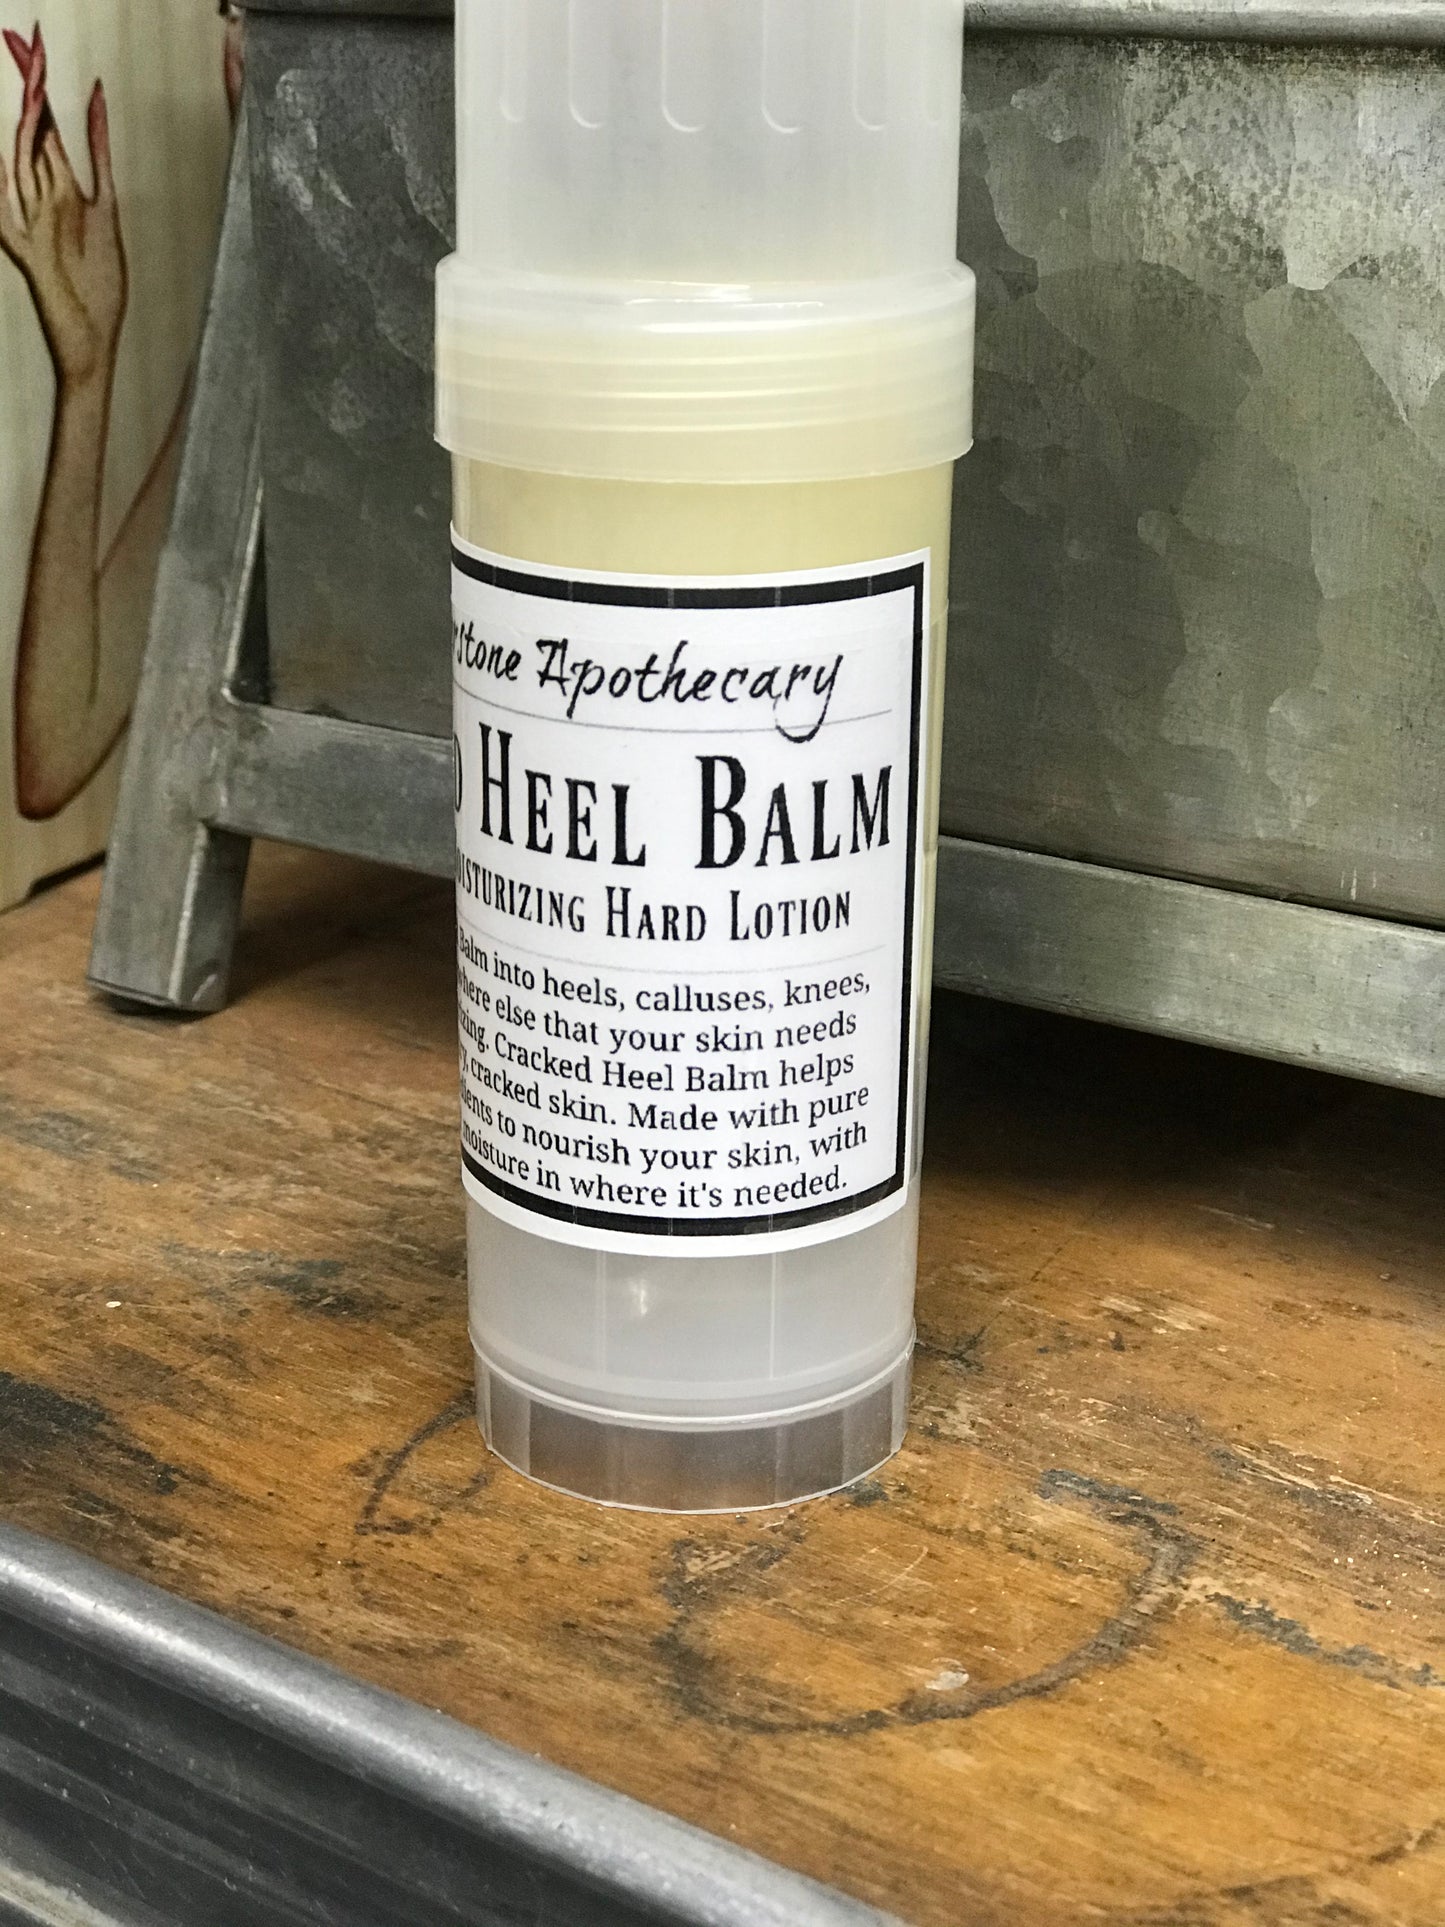 Apothecary
Heel Balm
Hard Lotion
Balm into heels, calluses, knees,
else that your skin needs
Cracked Heel Balm helps
cracked skin. Made with pure
to nourish your skin, with
moisture in where it's needed.